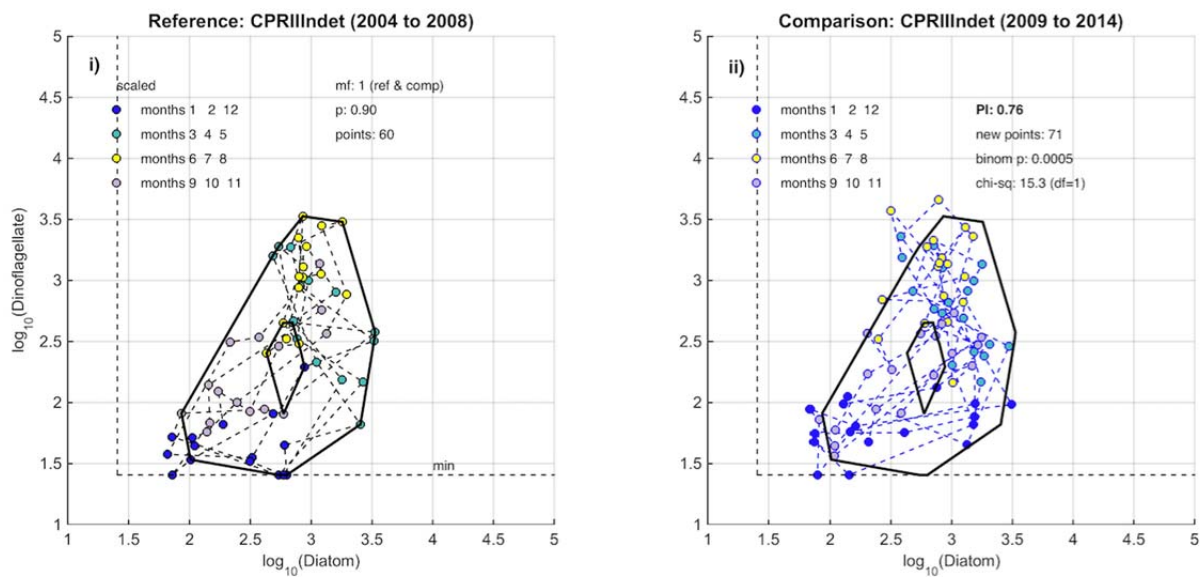 Reference: CPRIIIndet (2004 to 2008)
i)
scaled
mf: 1 (ref & comp)
months 1 2 12
p: 0.90
months 3 4 5
points: 60
months 6 7 8
months 9 10 11
min
5
4.5
4
3.5
3
2.5
2
1.5
1
log10(Dinoflagellate)
1 1.5 2 2.5 3 3.5 4 4.5 5
log10(Diatom)
Comparison: CPRIIIndet (2009 to 2014)
ii)
months 1 2 12
PI: 0.76
months 3 4 5
new points: 71
months 6 7 8
binom p: 0.0005
months 9 10 11
chi-sq: 15.3 (df=1)
5
4.5
4
3.5
3
2.5
2
1.5
1
1 1.5 2 2.5 3 3.5 4 4.5 5
log10(Diatom)